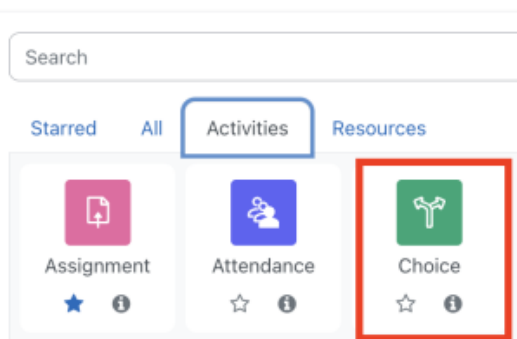 Search
Starred All Activities Resources
Assignment Attendance Choice